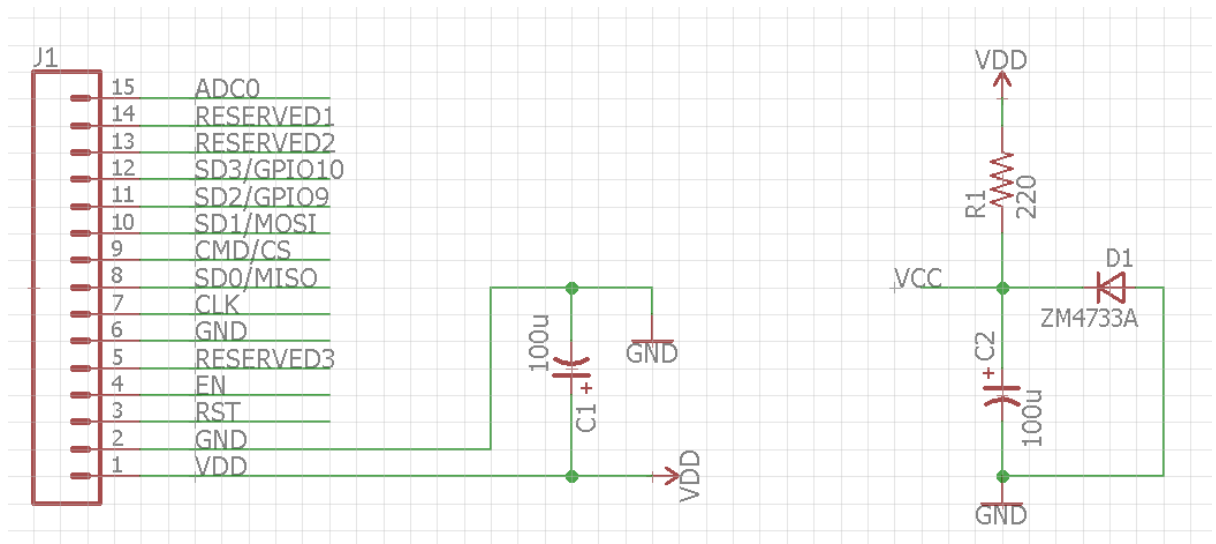 J1
15 ADC0
14 RESERVED1
13 RESERVED2
12 SD3/GPIO10
11 SD2/GPIO9
10 SD1/MOSI
9 CMD/CS
8 SD0/MISO
7 CLK
6 GND
5 RESERVED3
4 EN
3 RST
2 GND
1 VDD
100u
+
C1
GND
VDD
VDD
R1
220
VCC
D1
ZM4733A
C2
+
100u
GND